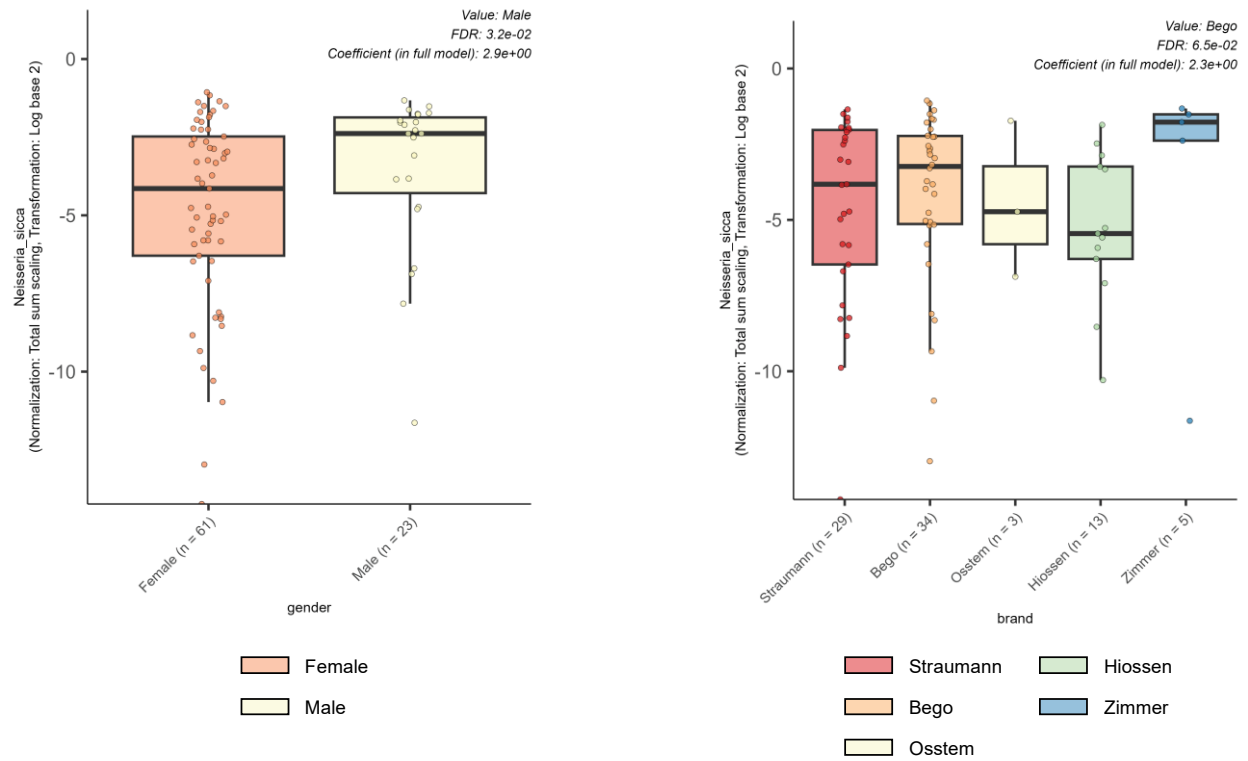 Value: Male
FDR: 3.2e-02
Coefficient (in full model): 2.9e+00
Neisseria_sicca
(Normalization: Total sum scaling, Transformation: Log base 2)
0
-5
-10
Female (n = 61)
Male (n = 23)
gender
Female
Male
Value: Bego
FDR: 6.5e-02
Coefficient (in full model): 2.3e+00
Neisseria_sicca
(Normalization: Total sum scaling, Transformation: Log base 2)
0
-5
-10
Straumann (n = 29)
Bego (n = 34)
Osstem (n = 3)
Hiossen (n = 13)
Zimmer (n = 5)
brand
Straumann
Bego
Osstem
Hiossen
Zimmer